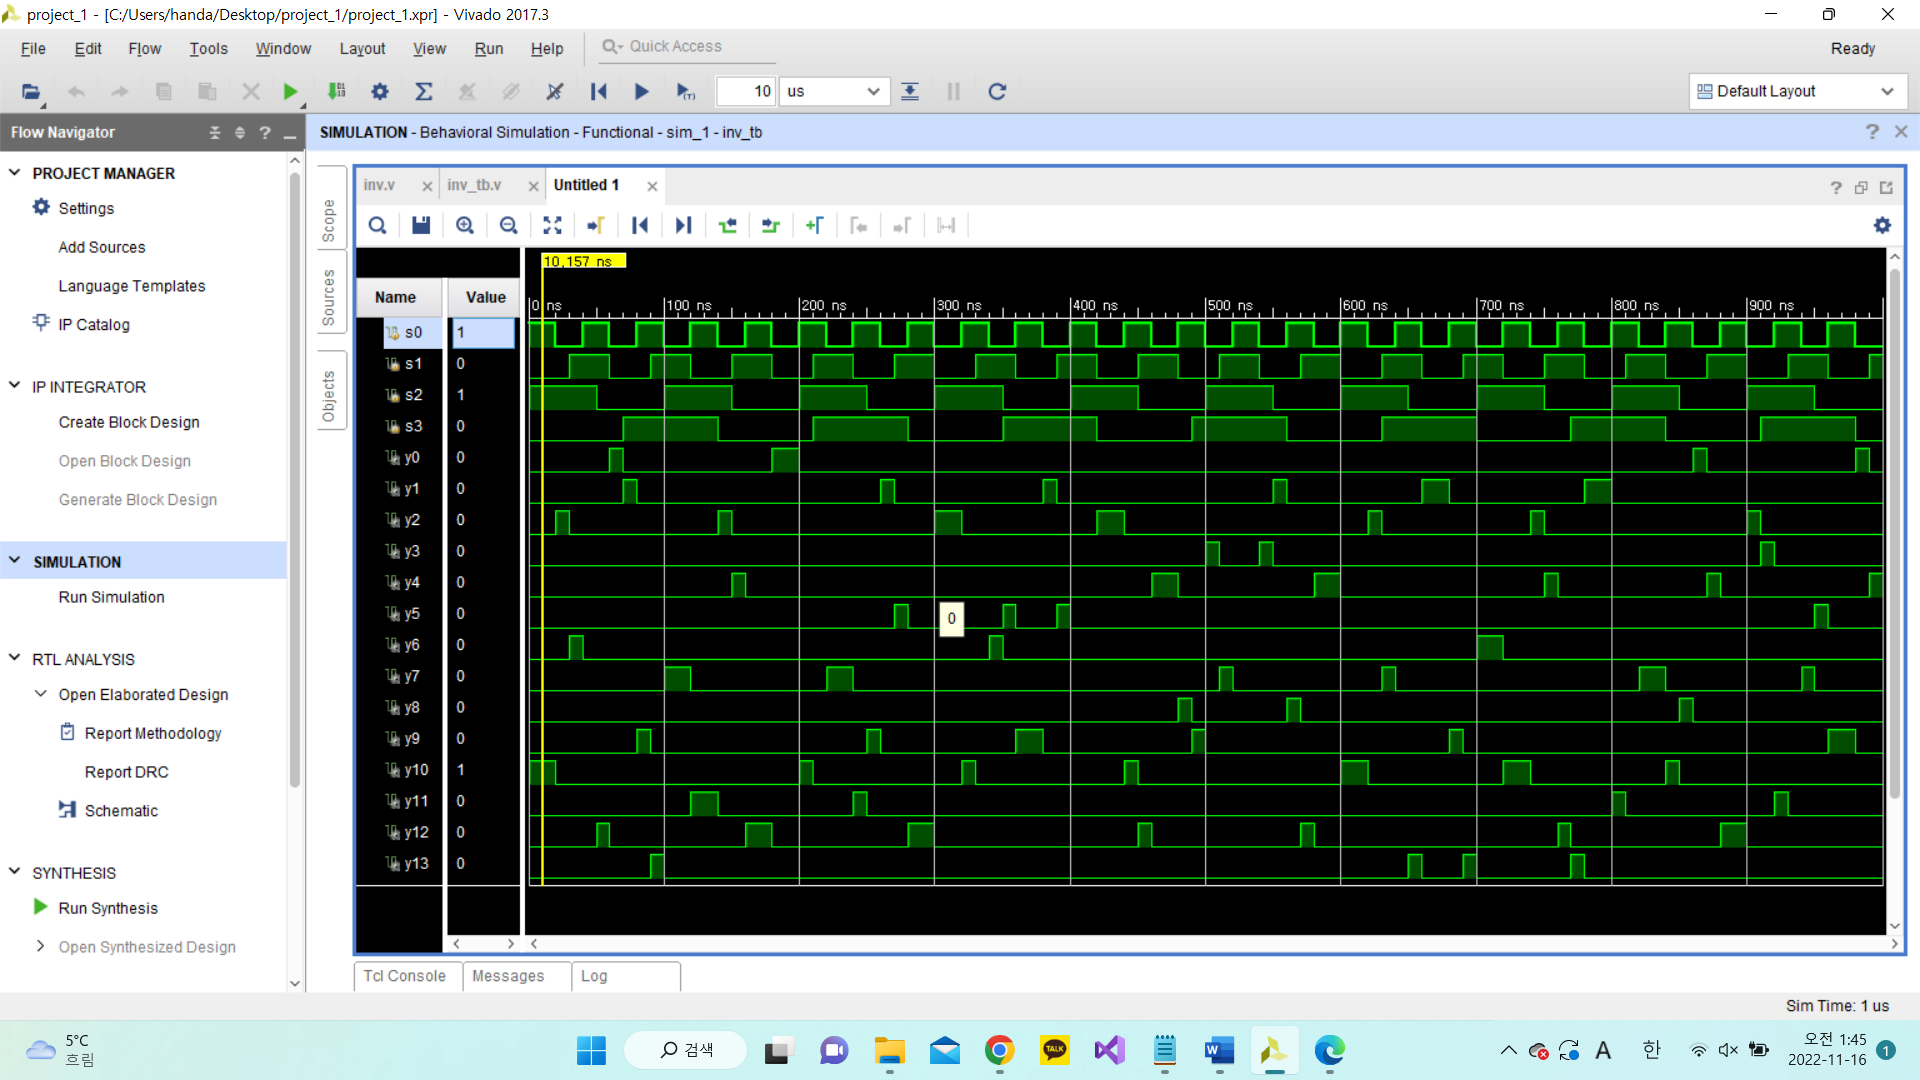 project_1 - [C:/Users/handa/Desktop/project_1/project_1.xpr] - Vivado 2017.3
File Edit Flow Tools Window Layout View Run Help Quick Access Ready
10 us Default Layout
Flow Navigator
SIMULATION - Behavioral Simulation - Functional - sim_1 - inv_tb
PROJECT MANAGER
Settings
Add Sources
Language Templates
IP Catalog
IP INTEGRATOR
Create Block Design
Open Block Design
Generate Block Design
SIMULATION
Run Simulation
RTL ANALYSIS
Open Elaborated Design
Report Methodology
Report DRC
Schematic
SYNTHESIS
Run Synthesis
Open Synthesized Design
Scope
Sources
Objects
inv.v inv_tb.v Untitled 1
10,157 ns
Name Value
0 ns 100 ns 200 ns 300 ns 400 ns 500 ns 600 ns 700 ns 800 ns 900 ns
s0 1
s1 0
s2 1
s3 0
y0 0
y1 0
y2 0
y3 0
y4 0
y5 0
0
y6 0
y7 0
y8 0
y9 0
y10 1
y11 0
y12 0
y13 0
Tcl Console Messages Log
Sim Time: 1 us
5°C
흐림
검색
TALK
A 한
오전 1:45
2022-11-16
1